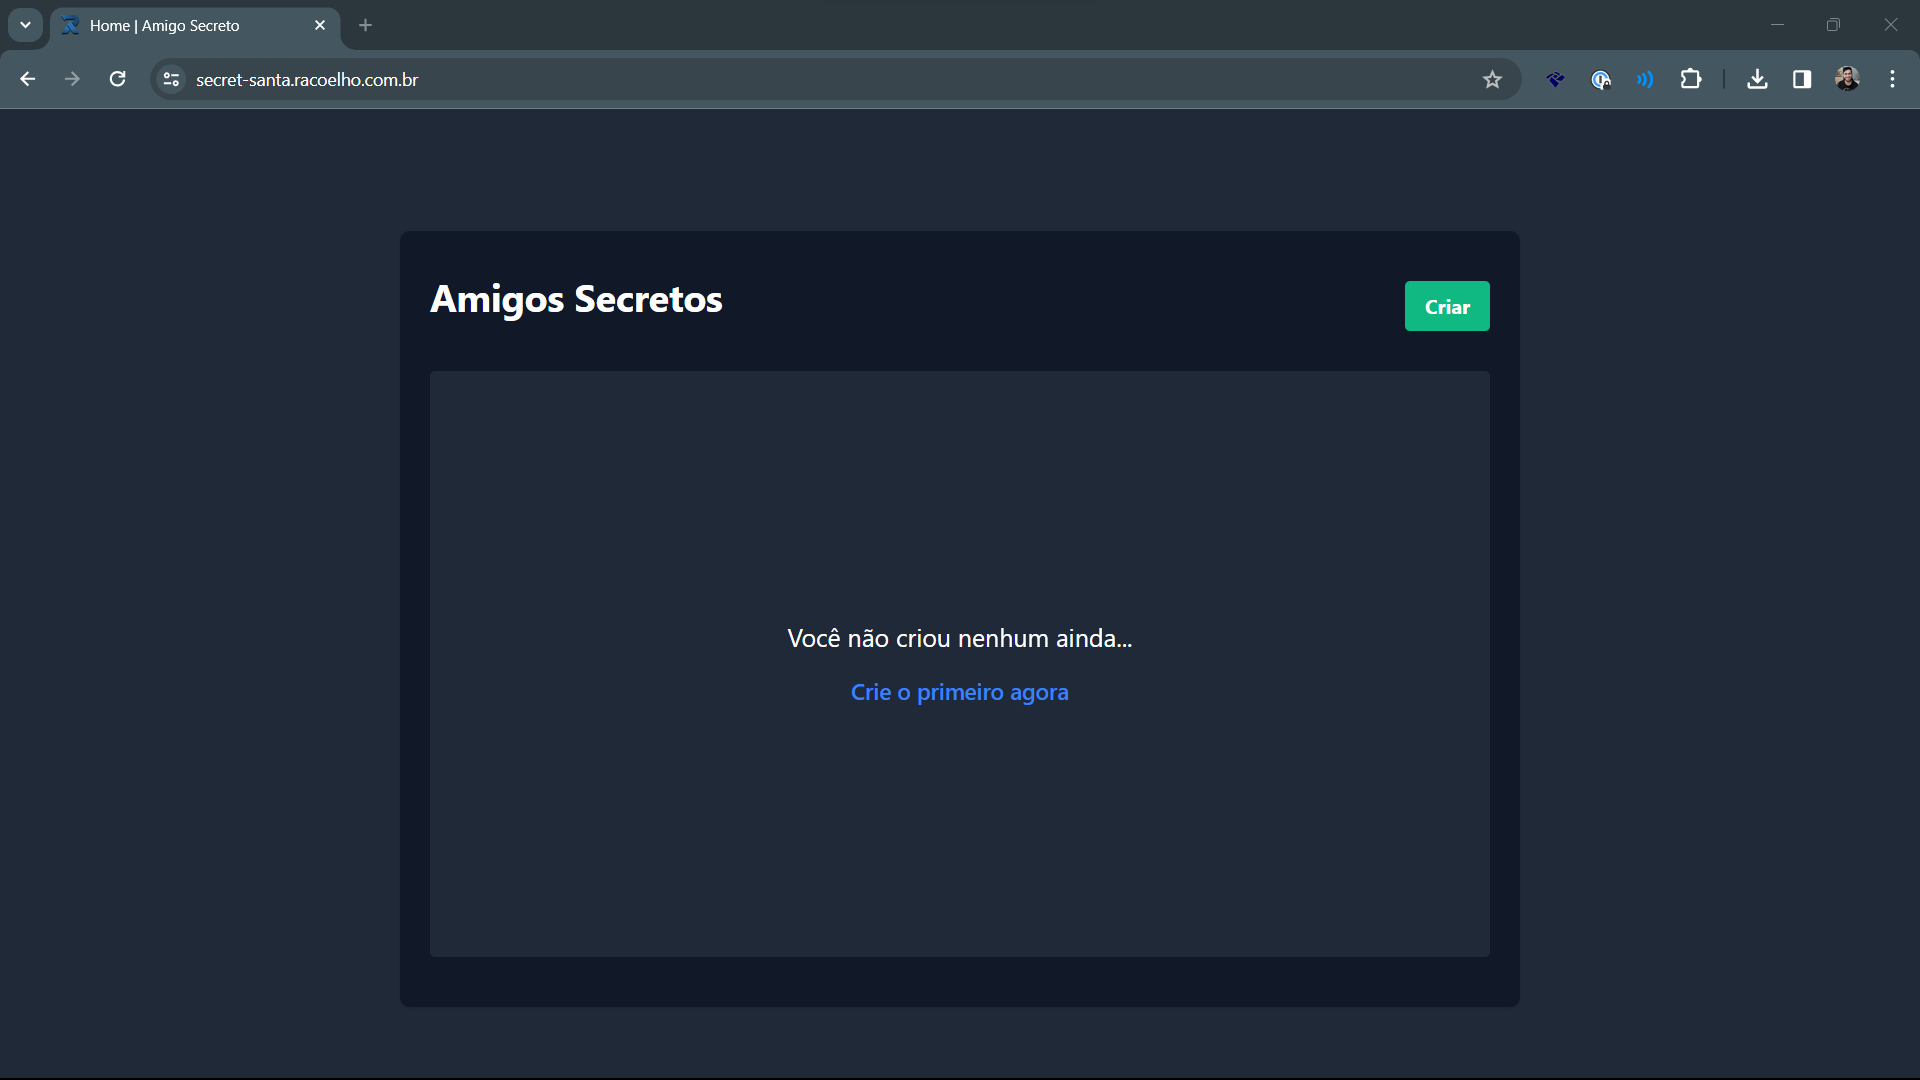 Home | Amigo Secreto
secret-santa.racoelho.com.br
Amigos Secretos
Criar
Você não criou nenhum ainda...
Crie o primeiro agora